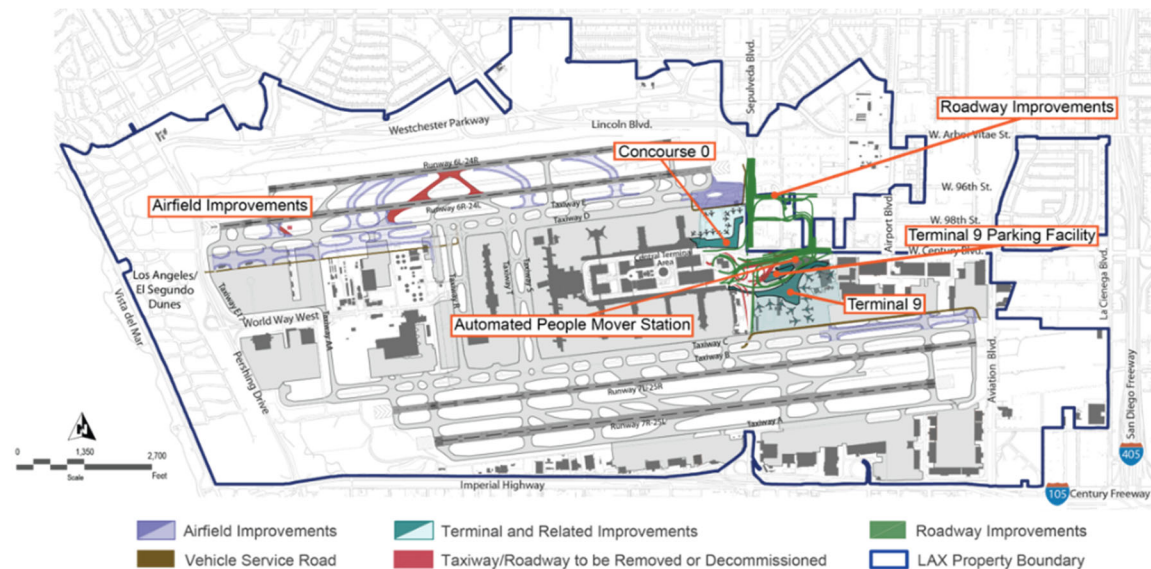 Sepulveda Blvd.
Roadway Improvements
Westchester Parkway
Lincoln Blvd.
W. Arbor Vitae St.
Concourse 0
Runway 6L-24R
W. 96th St.
Airfield Improvements
Runway 6R-24L
Taxiway E
Taxiway D
Airport Blvd.
W. 98th St.
Terminal 9 Parking Facility
W. Century Blvd.
Central Terminal
Area
Los Angeles/
El Segundo
Dunes
La Cienega Blvd.
Vista del Mar
Taxiway R
Taxiway T
Terminal 9
World Way West
Automated People Mover Station
Taxiway AA
Taxiway C
Taxiway B
Pershing Drive
Aviation Blvd.
Runway 7L-25R
San Diego Freeway
Runway 7R-25L
Taxiway A
0
1,350
2,700
Scale
Feet
405
Imperial Highway
105
Century Freeway
Airfield Improvements
Terminal and Related Improvements
Roadway Improvements
Vehicle Service Road
Taxiway/Roadway to be Removed or Decommissioned
LAX Property Boundary